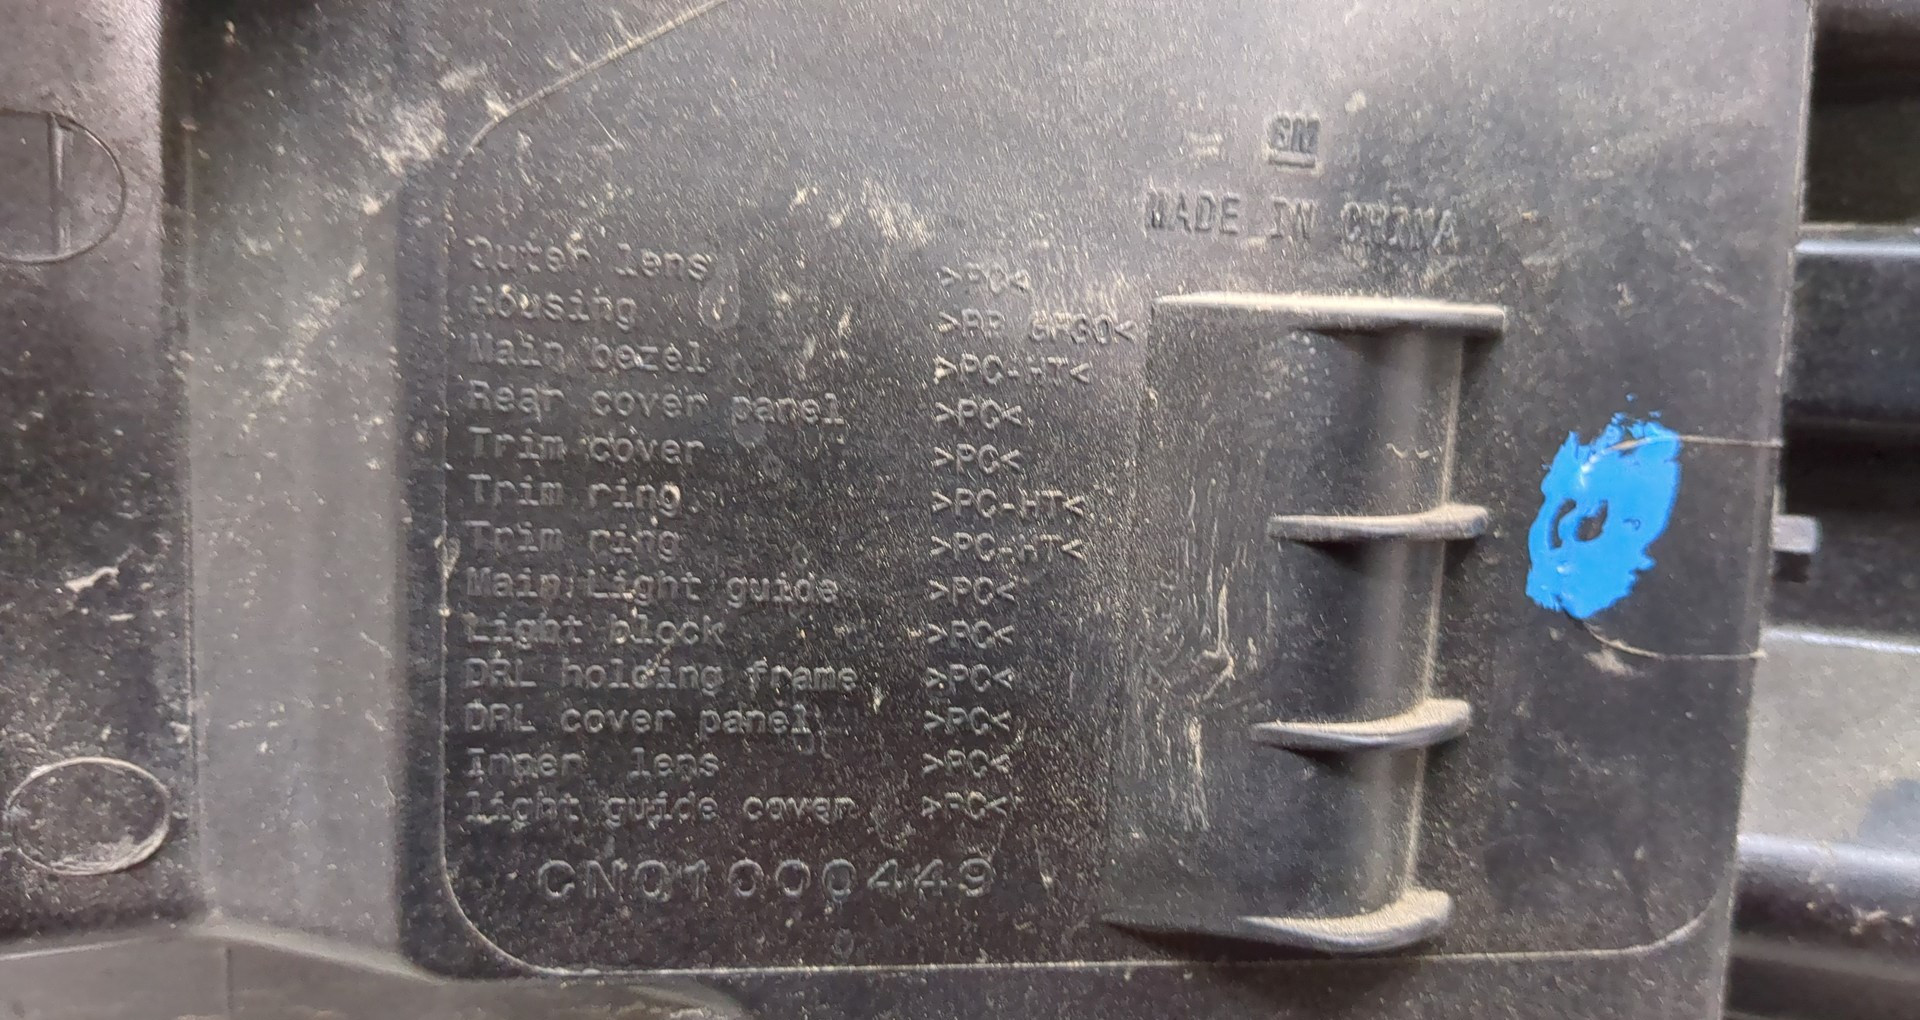 GM
MADE IN CHINA
Outer lens >PC<
Housing >PP GF30<
Main bezel >PC-HT<
Rear cover panel >PC<
Trim cover >PC<
Trim ring >PC-HT<
Trim ring >PC-HT<
Main Light guide >PC<
Light block >PC<
DRL holding frame >PC<
DRL cover panel >PC<
Inner lens >PC<
light guide cover >PC<
CN01000449